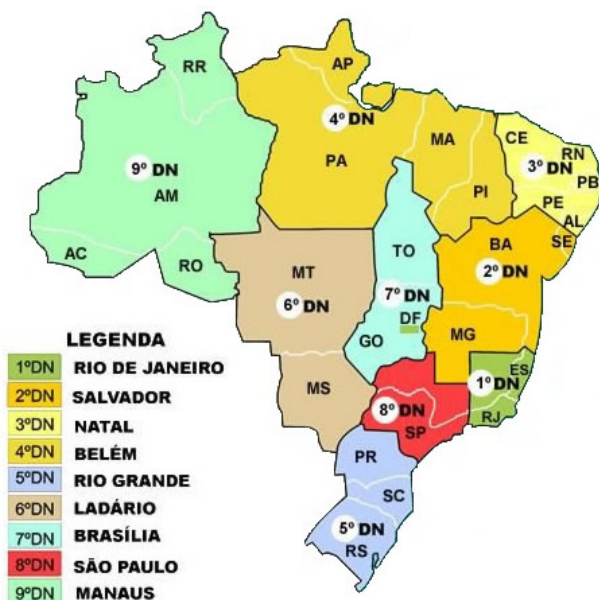 RR
AP
4º DN
CE
MA
RN
3º DN
PA
9º DN
PB
AM
PI
PE
AL
TO
BA
SE
AC
RO
MT
2º DN
7º DN
6º DN
DF
MG
GO
LEGENDA
1ºDN RIO DE JANEIRO
2ºDN SALVADOR
3ºDN NATAL
4ºDN BELÉM
5ºDN RIO GRANDE
6ºDN LADÁRIO
7ºDN BRASÍLIA
8ºDN SÃO PAULO
9ºDN MANAUS
MS
ES
1º DN
8º DN
RJ
SP
PR
SC
5º DN
RS